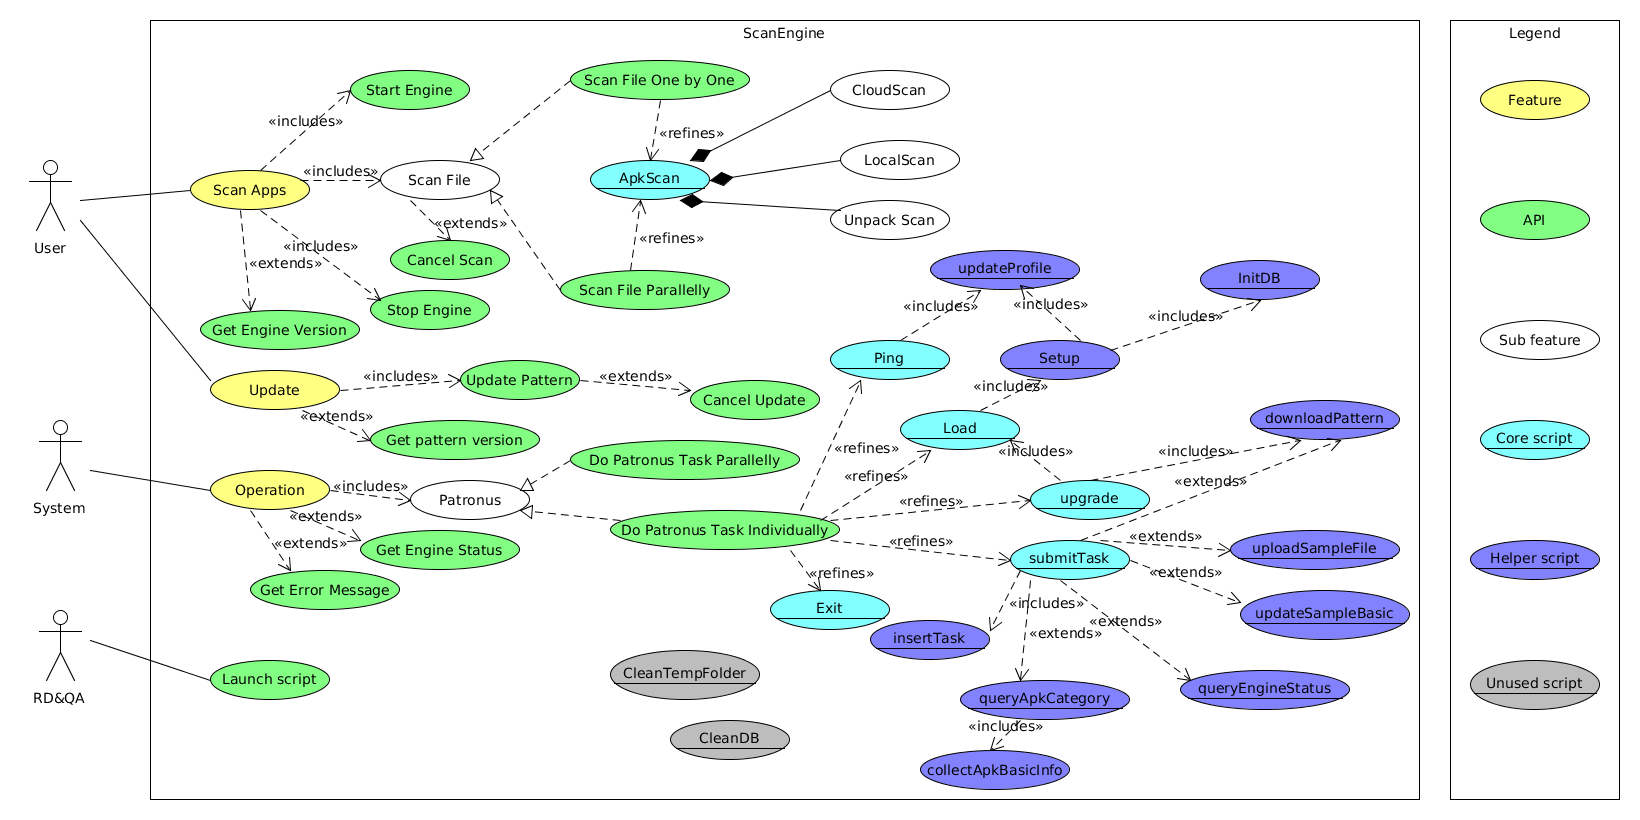 ScanEngine
Legend
Start Engine
Scan File One by One
CloudScan
Feature
«includes»
«refines»
LocalScan
«includes»
Scan Apps
Scan File
ApkScan
Unpack Scan
API
User
«extends»
«includes»
«refines»
«extends»
Cancel Scan
updateProfile
InitDB
Scan File Parallelly
Stop Engine
«includes»
«includes»
«includes»
Get Engine Version
Sub feature
Ping
Setup
Update
«includes»
Update Pattern
«extends»
«includes»
Cancel Update
«extends»
Get pattern version
Load
downloadPattern
Core script
«refines»
«includes»
«includes»
Do Patronus Task Parallelly
«refines»
«extends»
System
Operation
«includes»
Patronus
«refines»
upgrade
«extends»
Do Patronus Task Individually
«extends»
«refines»
«extends»
Get Engine Status
submitTask
uploadSampleFile
Helper script
«refines»
«extends»
Get Error Message
Exit
«includes»
updateSampleBasic
«extends»
«extends»
insertTask
RD&QA
Launch script
CleanTempFolder
queryApkCategory
queryEngineStatus
Unused script
«includes»
CleanDB
collectApkBasicInfo